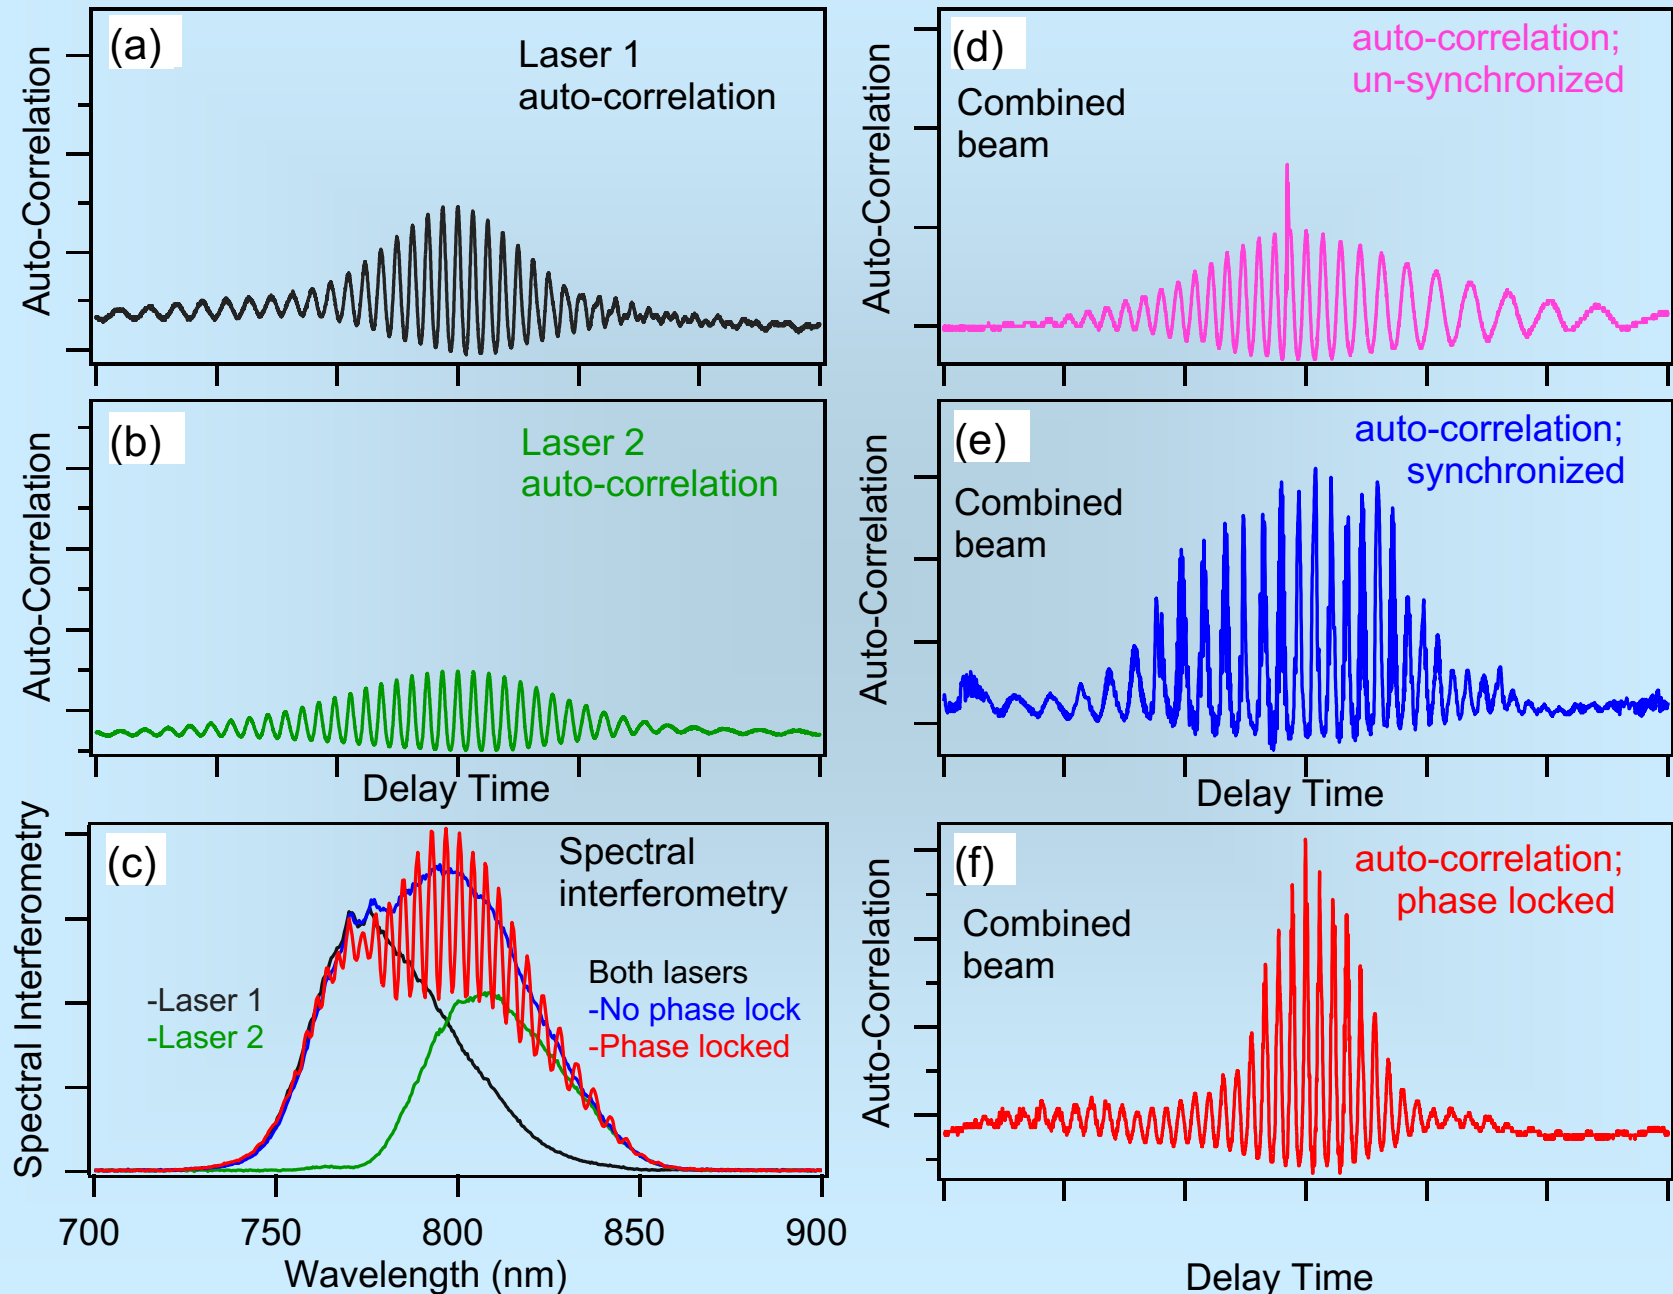 (a)
Laser 1
auto-correlation
Auto-Correlation
(b)
Laser 2
auto-correlation
Auto-Correlation
Delay Time
(c)
Spectral
interferometry
-Laser 1
-Laser 2
Both lasers
-No phase lock
-Phase locked
Spectral Interferometry
700 750 800 850 900
Wavelength (nm)
(d)
auto-correlation;
un-synchronized
Combined
beam
Auto-Correlation
(e)
auto-correlation;
synchronized
Combined
beam
Auto-Correlation
Delay Time
(f)
auto-correlation;
phase locked
Combined
beam
Auto-Correlation
Delay Time